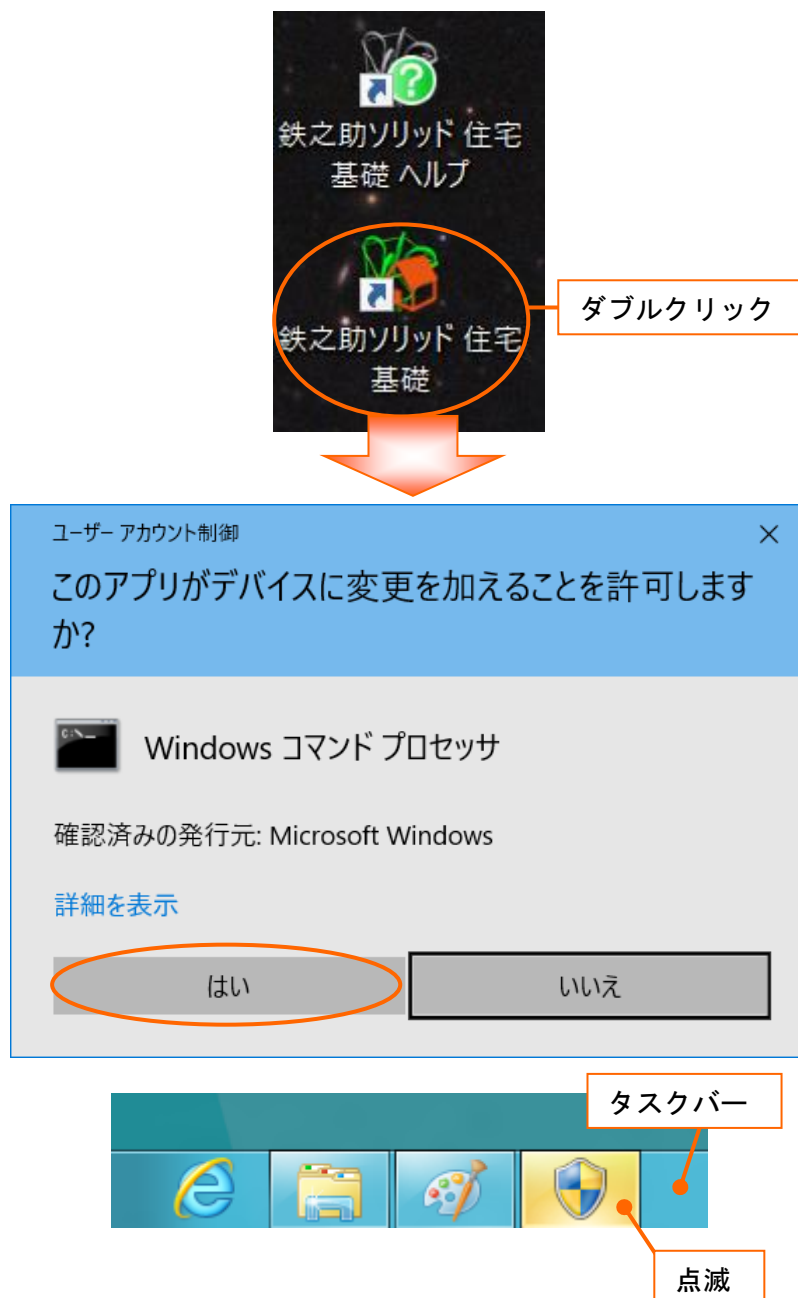 鉄之助ソリッド 住宅
基礎 ヘルプ
鉄之助ソリッド 住宅
基礎
ダブルクリック
ユーザー アカウント制御
このアプリがデバイスに変更を加えることを許可します
か?
C:\_
Windows コマンド プロセッサ
確認済みの発行元: Microsoft Windows
詳細を表示
はい
いいえ
タスクバー
点滅